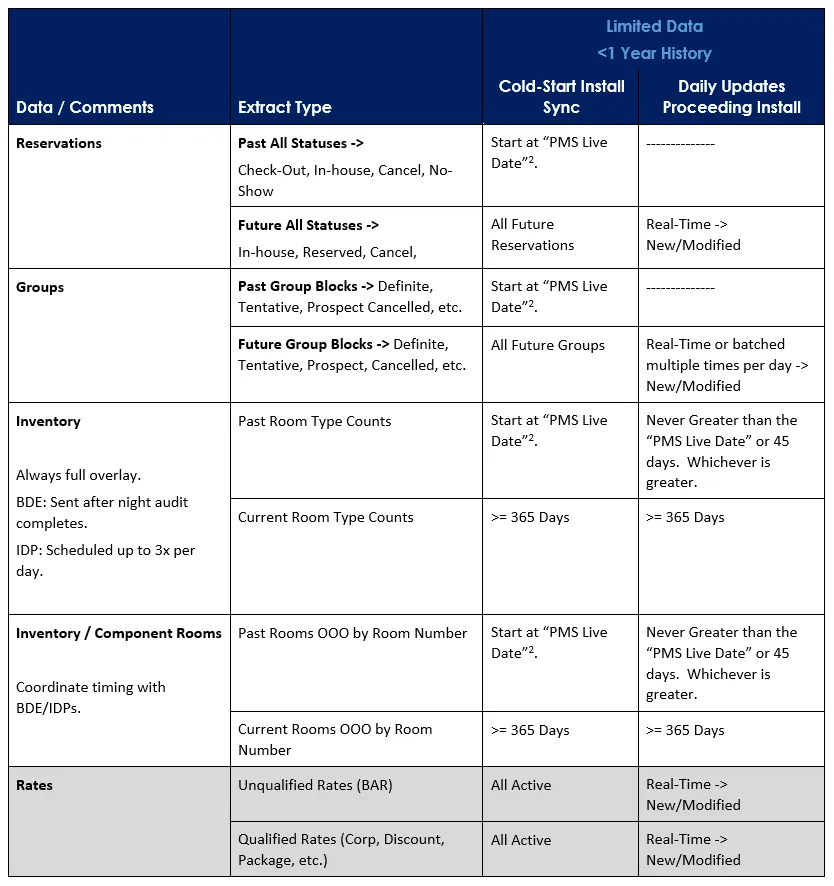 Limited Data
<1 Year History
Data / Comments
Extract Type
Cold-Start Install
Sync
Daily Updates
Proceeding Install
Reservations
Past All Statuses ->
Check-Out, In-house, Cancel, No-
Show
Start at “PMS Live
Date”².
--------------
Future All Statuses ->
In-house, Reserved, Cancel,
All Future
Reservations
Real-Time ->
New/Modified
Groups
Past Group Blocks -> Definite,
Tentative, Prospect Cancelled, etc.
Start at “PMS Live
Date”².
--------------
Future Group Blocks -> Definite,
Tentative, Prospect, Cancelled, etc.
All Future Groups
Real-Time or batched
multiple times per day ->
New/Modified
Inventory
Always full overlay.
BDE: Sent after night audit
completes.
IDP: Scheduled up to 3x per
day.
Past Room Type Counts
Start at “PMS Live
Date”².
Never Greater than the
“PMS Live Date” or 45
days.  Whichever is
greater.
Current Room Type Counts
>= 365 Days
>= 365 Days
Inventory / Component Rooms
Coordinate timing with
BDE/IDPs.
Past Rooms OOO by Room Number
Start at “PMS Live
Date”².
Never Greater than the
“PMS Live Date” or 45
days.  Whichever is
greater.
Current Rooms OOO by Room
Number
>= 365 Days
>= 365 Days
Rates
Unqualified Rates (BAR)
All Active
Real-Time ->
New/Modified
Qualified Rates (Corp, Discount,
Package, etc.)
All Active
Real-Time ->
New/Modified